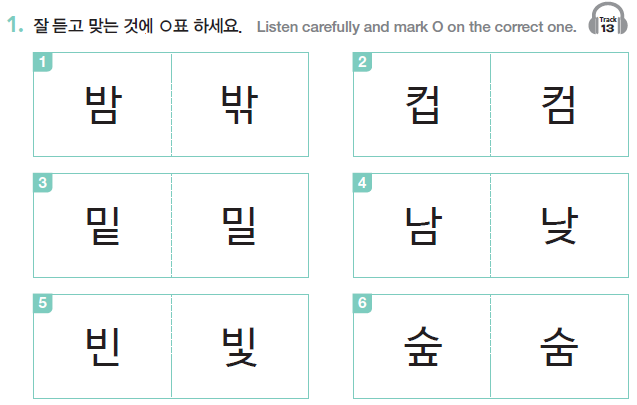 1. 잘 듣고 맞는 것에 O표 하세요. Listen carefully and mark O on the correct one. Track 13
1 밤 밖
2 컵 컴
3 밑 밀
4 남 낮
5 빈 빛
6 숲 숨